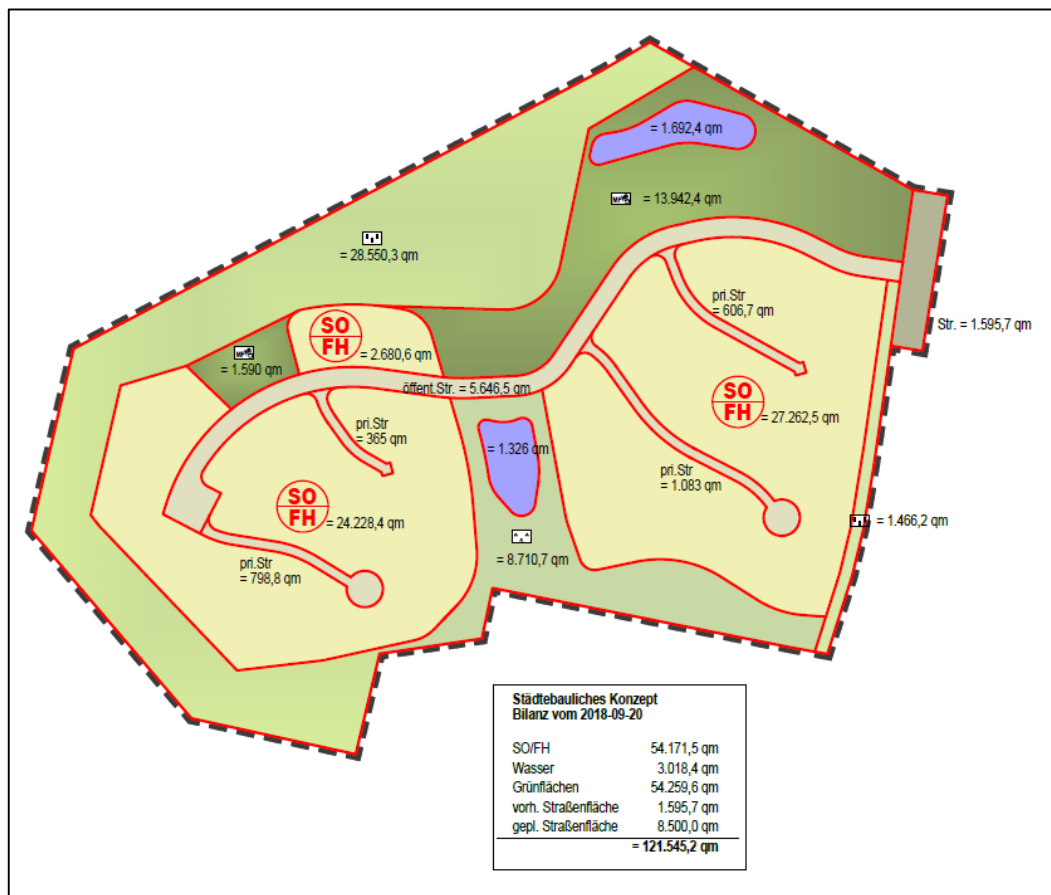 = 1.692,4 qm
= 13.942,4 qm
= 28.550,3 qm
pri.Str
= 606,7 qm
Str. = 1.595,7 qm
SO
FH
= 2.680,6 qm
= 1.590 qm
öffent.Str. = 5.646,5 qm
SO
FH
= 27.262,5 qm
pri.Str
= 365 qm
= 1.326 qm
pri.Str
= 1.083 qm
SO
FH
= 24.228,4 qm
= 1.466,2 qm
= 8.710,7 qm
pri.Str
= 798,8 qm
Städtebauliches Konzept
Bilanz vom 2018-09-20
SO/FH 54.171,5 qm
Wasser 3.018,4 qm
Grünflächen 54.259,6 qm
vorh. Straßenfläche 1.595,7 qm
gepl. Straßenfläche 8.500,0 qm
= 121.545,2 qm